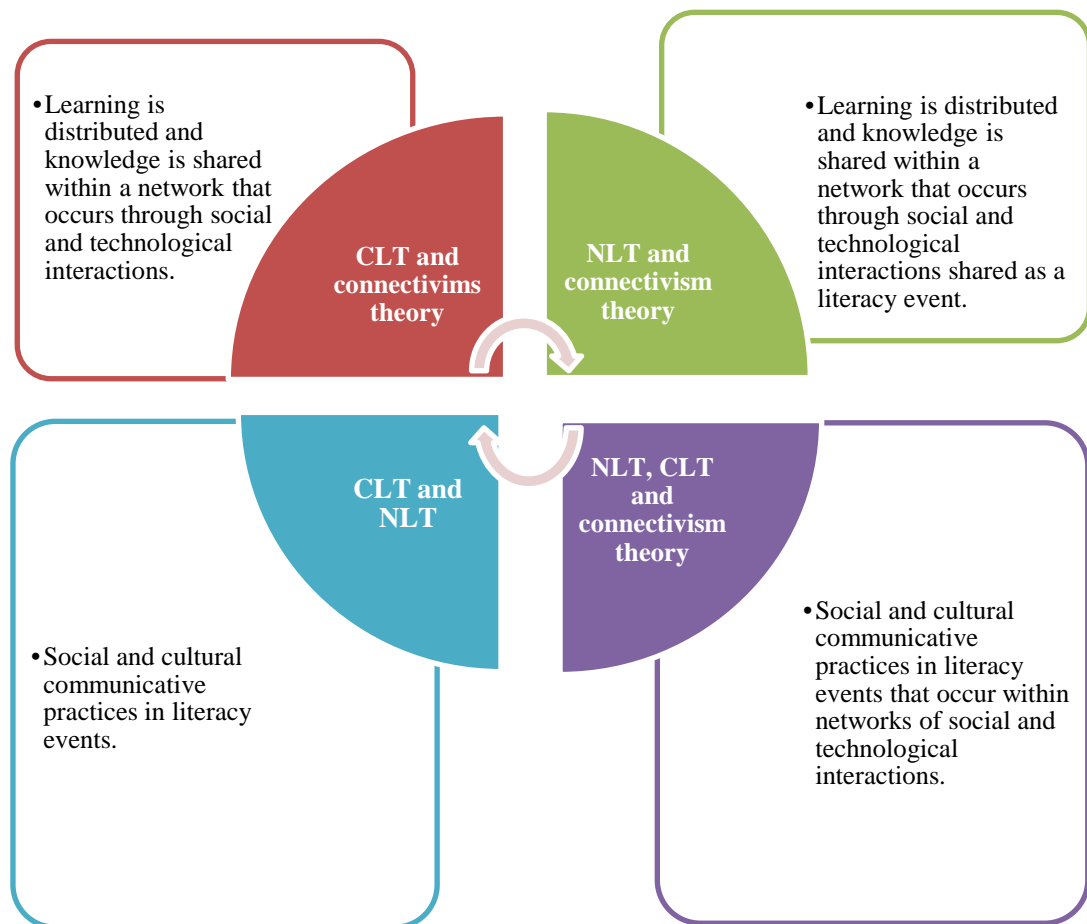 •Learning is
distributed and
knowledge is shared
within a network that
occurs through social
and technological
interactions.
CLT and
connectivims
theory
NLT and
connectivism
theory
•Learning is distributed
and knowledge is
shared within a
network that occurs
through social and
technological
interactions shared as a
literacy event.
•Social and cultural
communicative
practices in literacy
events.
CLT and
NLT
NLT, CLT
and
connectivism
theory
•Social and cultural
communicative
practices in literacy
events that occur within
networks of social and
technological
interactions.